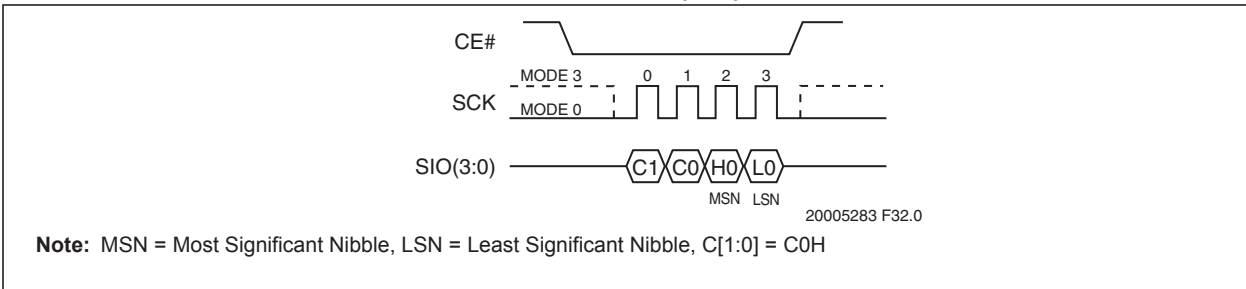 CE#
MODE 3 0 1 2 3
SCK
MODE 0
SIO(3:0) C1 C0 H0 L0
MSN LSN
20005283 F32.0
Note: MSN = Most Significant Nibble, LSN = Least Significant Nibble, C[1:0] = C0H